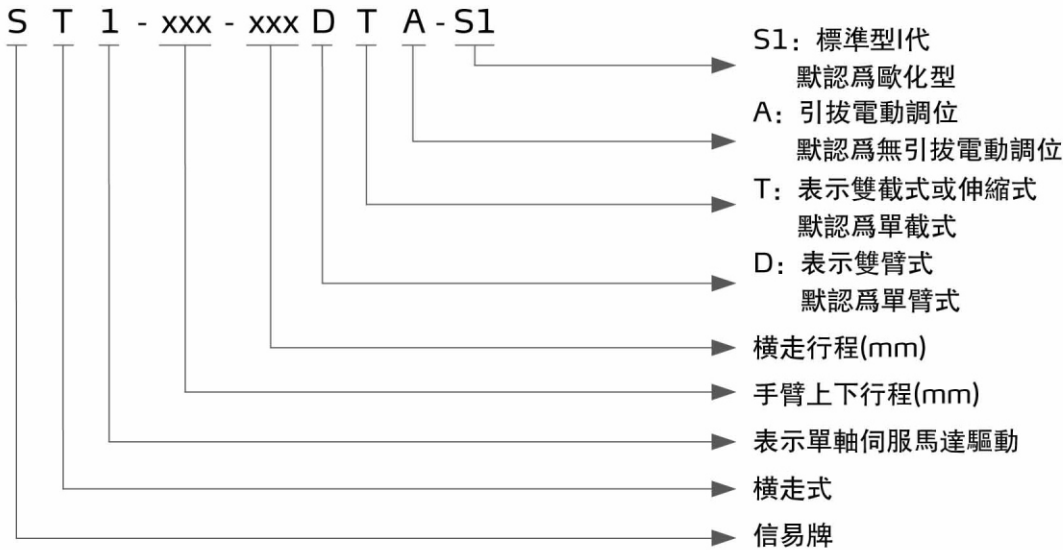 S T 1 - xxx - xxx D T A - S1
S1: 標準型I代
默認爲歐化型
A: 引拔電動調位
默認爲無引拔電動調位
T: 表示雙截式或伸縮式
默認爲單截式
D: 表示雙臂式
默認爲單臂式
橫走行程(mm)
手臂上下行程(mm)
表示單軸伺服馬達驅動
橫走式
信易牌